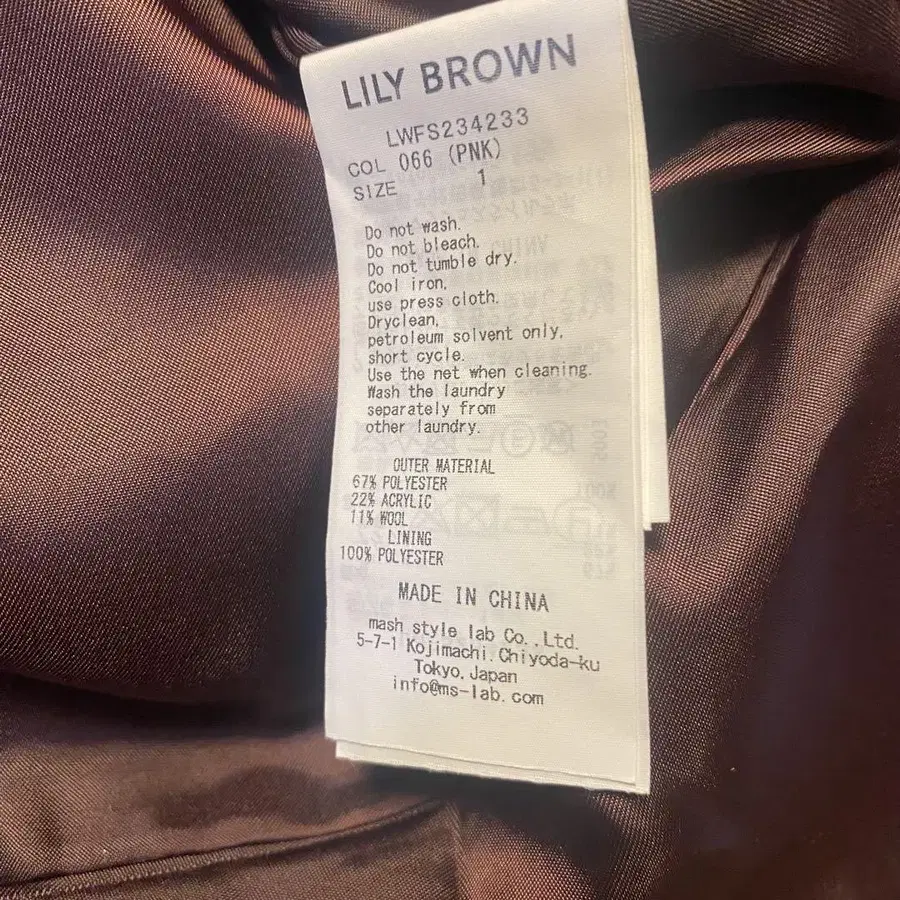 LILY BROWN
LWFS234233
COL 066 (PNK)
SIZE 1
Do not wash.
Do not bleach.
Do not tumble dry.
Cool iron,
use press cloth.
Dryclean,
petroleum solvent only,
short cycle.
Use the net when cleaning.
Wash the laundry
separately from
other laundry.
OUTER MATERIAL
67% POLYESTER
22% ACRYLIC
11% WOOL
LINING
100% POLYESTER
MADE IN CHINA
mash style lab Co.,Ltd.
5-7-1 Kojimachi, Chiyoda-ku
Tokyo, Japan
info@ms-lab.com